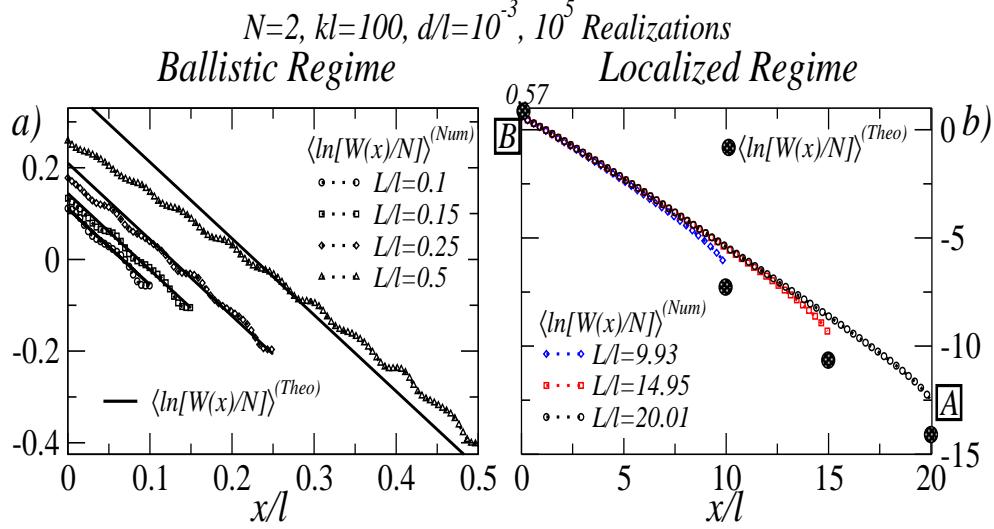 N=2, kl=100, d/l=10^-3, 10^5 Realizations
Ballistic Regime
Localized Regime
a)
⟨ln[W(x)/N]⟩^(Num)
L/l=0.1
L/l=0.15
L/l=0.25
L/l=0.5
⟨ln[W(x)/N]⟩^(Theo)
0.2
0
-0.2
-0.4
0 0.1 0.2 0.3 0.4 0.5
x/l
0.57
b)
B
⟨ln[W(x)/N]⟩^(Theo)
⟨ln[W(x)/N]⟩^(Num)
L/l=9.93
L/l=14.95
L/l=20.01
A
0
-5
-10
-15
0 5 10 15 20
x/l